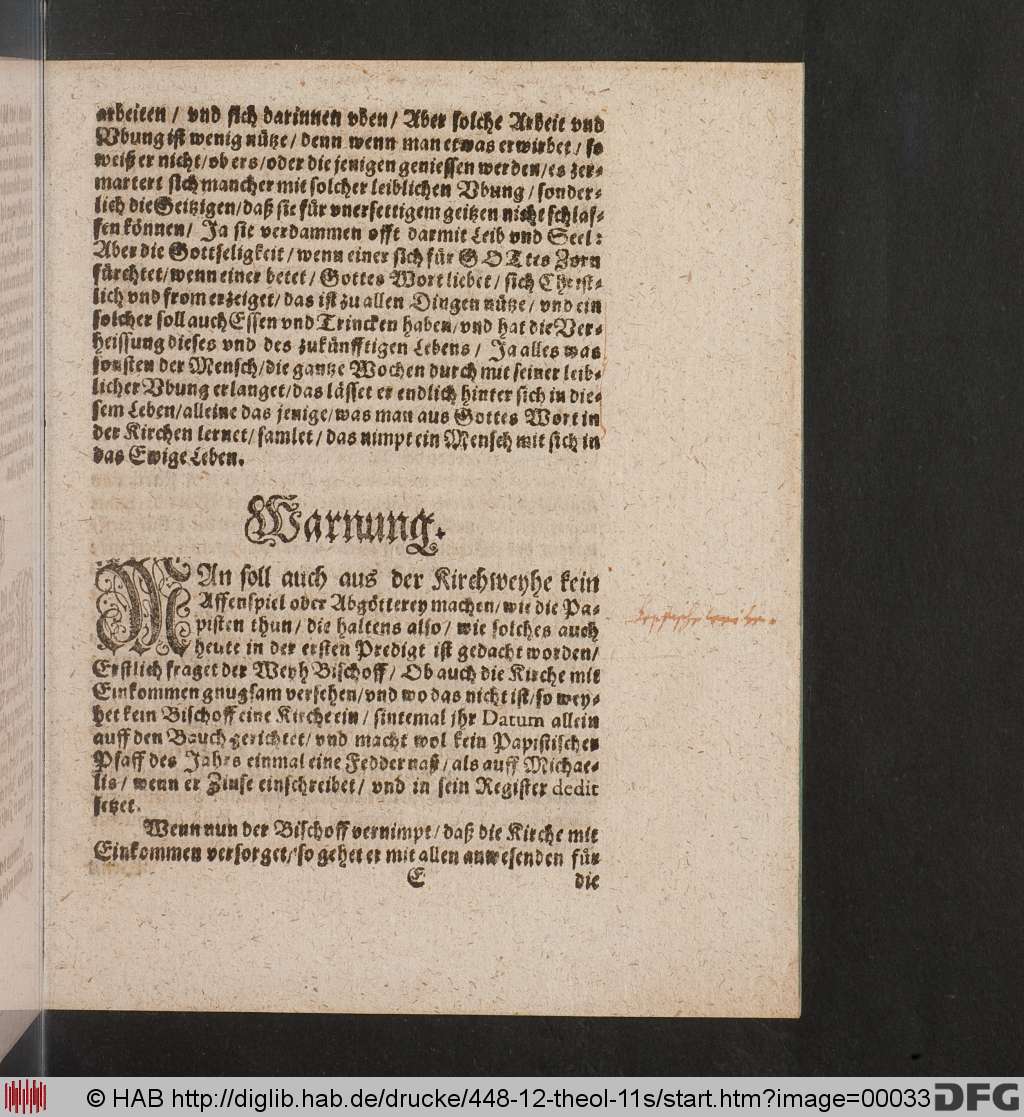 arbeiten / vnd sich darinnen vben / Aber solche Arbeit vnd
Vbung ist wenig nütze / denn wenn man etwas erwirbet / so
weiß er nicht / ob ers / oder die jenigen geniessen werden / es zer-
martert sich mancher mit solcher leiblichen Vbung / sonder-
lich die Geitzigen / daß sie für vnersettigem geitzen nicht schlaf-
fen können / Ja sie verdammen offt darmit Leib vnd Seel:
Aber die Gottseligkeit / wenn einer sich für GOTtes Zorn
fürchtet / wenn einer betet / Gottes Wort liebet / sich Christ-
lich vnd from erzeiget / das ist zu allen Dingen nütze / vnd ein
solcher soll auch Essen vnd Trincken haben / vnd hat die Ver-
heissung dieses vnd des zukünfftigen Lebens / Ja alles was
sonsten der Mensch / die gantze Wochen durch mit seiner leib-
licher Vbung erlanget / das lässet er endlich hinter sich in die-
sem Leben / alleine das jenige / was man aus Gottes Wort in
der Kirchen lernet / samlet / das nimpt ein Mensch mit sich in
das Ewige Leben.
Warnung.
MAn soll auch aus der Kirchweyhe kein
Affenspiel oder Abgötterey machen / wie die Pa-
pisten thun / die haltens also / wie solches auch
heute in der ersten Predigt ist gedacht worden /
Erstlich fraget der Weyh Bischoff / Ob auch die Kirche mit
Einkommen gnugsam versehen / vnd wo das nicht ist / so wey-
het kein Bischoff eine Kirche ein / sintemal jhr Datum allein
auff den Bauch gerichtet / vnd macht wol kein Papistischer
Pfaff des Jahrs einmal eine Fedder naß / als auff Michae-
lis / wenn er Zinse einschreibet / vnd in sein Register dedit
setzet.
Wenn nun der Bischoff vernimpt / daß die Kirche mit
Einkommen versorget / so gehet er mit allen anwesenden für
E die
© HAB http://diglib.hab.de/drucke/448-12-theol-11s/start.htm?image=00033 DFG